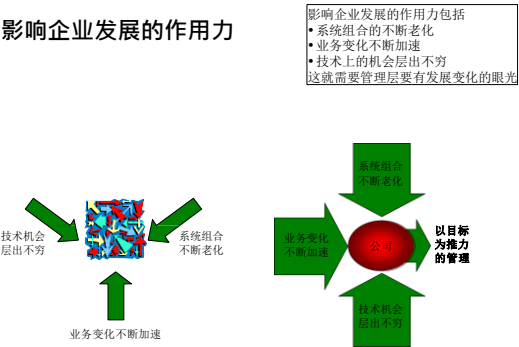 影响企业发展的作用力
影响企业发展的作用力包括
•系统组合的不断老化
•业务变化不断加速
•技术上的机会层出不穷
这就需要管理层要有发展变化的眼光
技术机会
层出不穷
系统组合
不断老化
业务变化不断加速
系统组合
不断老化
业务变化
不断加速
公司
以目标
为推力
的管理
技术机会
层出不穷